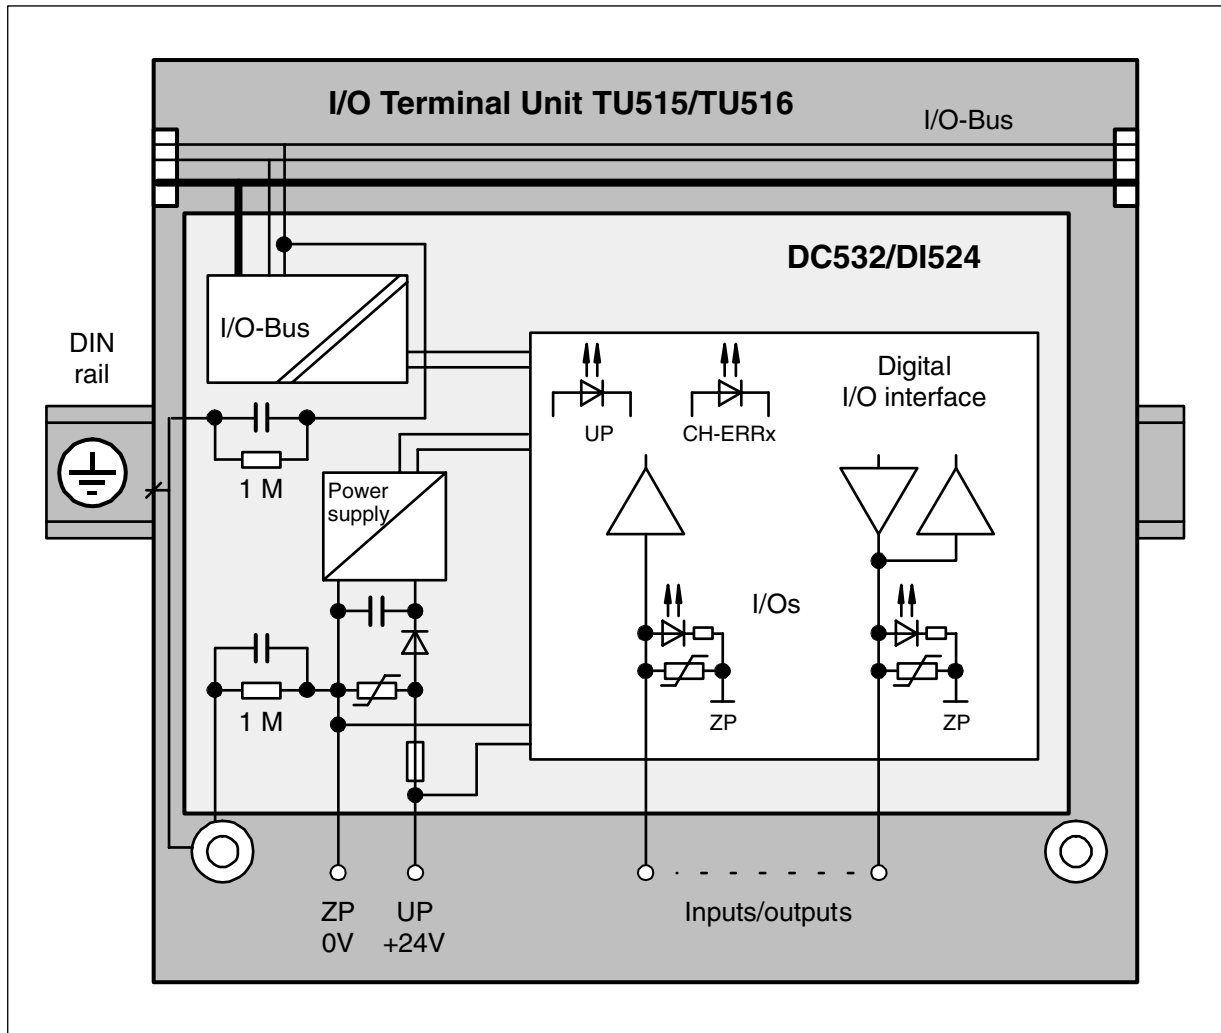 I/O Terminal Unit TU515/TU516
I/O-Bus
DC532/DI524
I/O-Bus
DIN
rail
Digital
I/O interface
UP
CH-ERRx
1 M
Power
supply
I/Os
1 M
ZP
ZP
ZP
0V
UP
+24V
Inputs/outputs